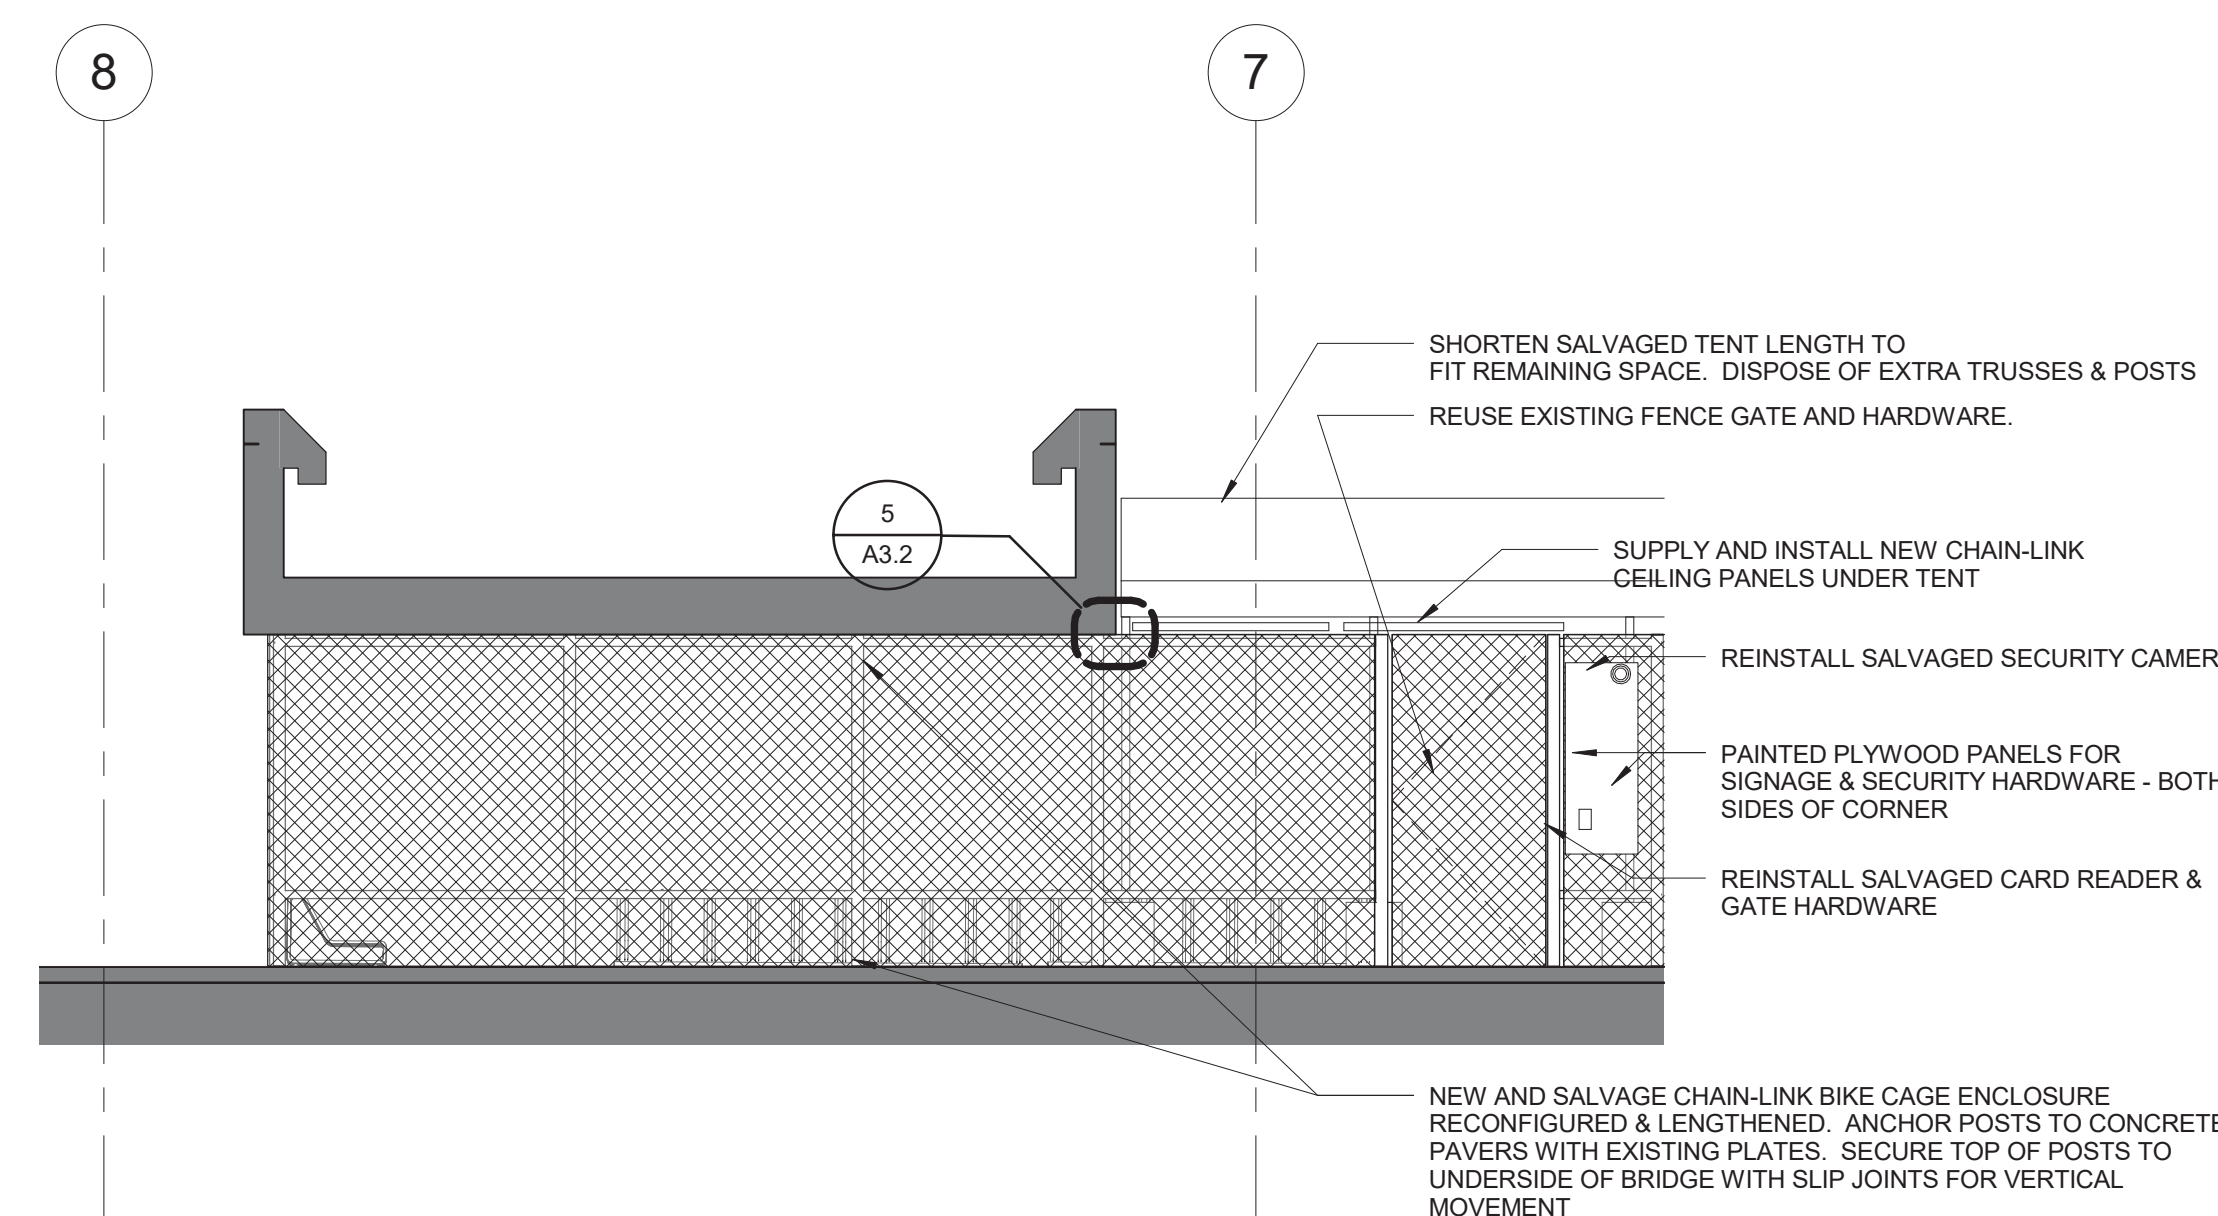 8
7
SHORTEN SALVAGED TENT LENGTH TO
FIT REMAINING SPACE. DISPOSE OF EXTRA TRUSSES & POSTS
REUSE EXISTING FENCE GATE AND HARDWARE.
5
A3.2
SUPPLY AND INSTALL NEW CHAIN-LINK
CEILING PANELS UNDER TENT
REINSTALL SALVAGED SECURITY CAMER
PAINTED PLYWOOD PANELS FOR
SIGNAGE & SECURITY HARDWARE - BOTH
SIDES OF CORNER
REINSTALL SALVAGED CARD READER &
GATE HARDWARE
NEW AND SALVAGE CHAIN-LINK BIKE CAGE ENCLOSURE
RECONFIGURED & LENGTHENED. ANCHOR POSTS TO CONCRETE
PAVERS WITH EXISTING PLATES. SECURE TOP OF POSTS TO
UNDERSIDE OF BRIDGE WITH SLIP JOINTS FOR VERTICAL
MOVEMENT